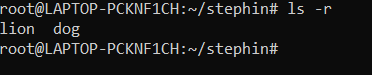 root@LAPTOP-PCKNF1CH:~/stephin# ls -r
lion  dog
root@LAPTOP-PCKNF1CH:~/stephin#